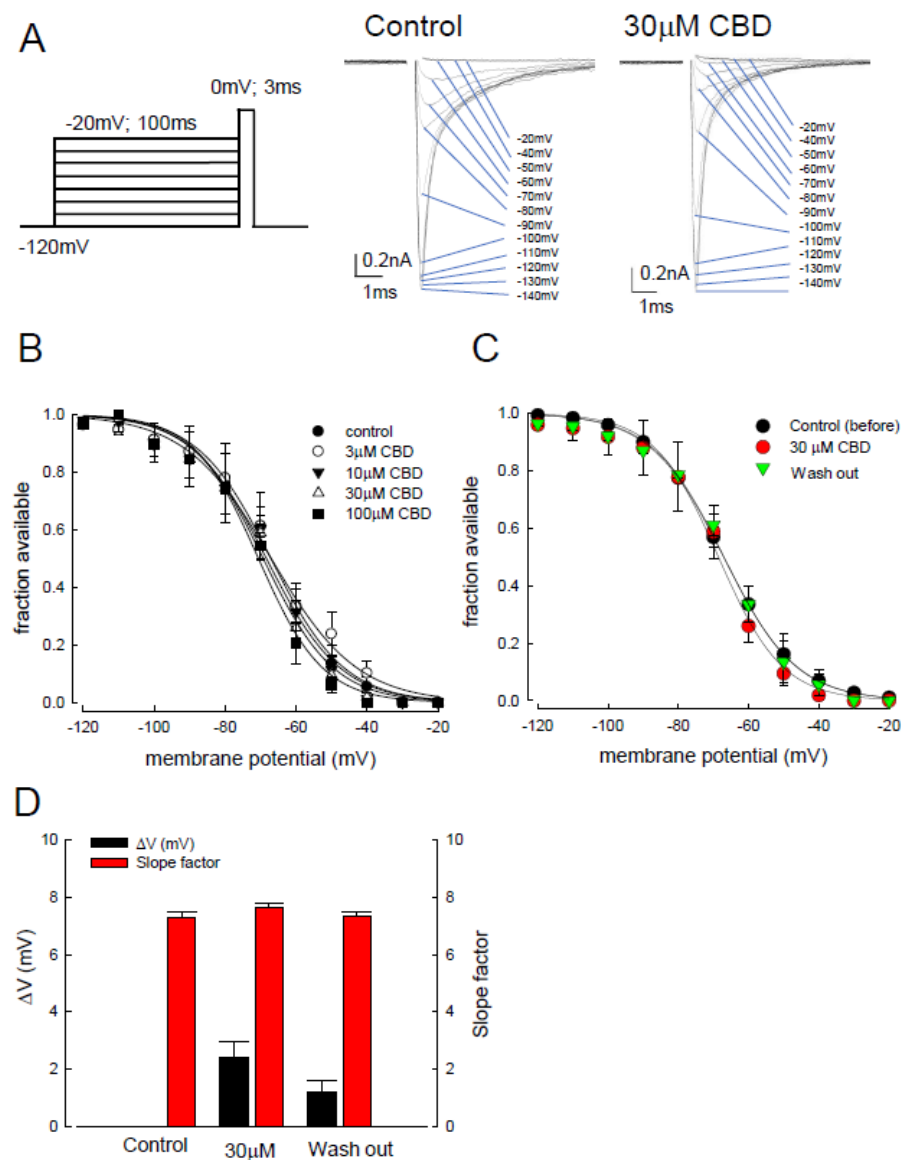 A
Control
30μM CBD
0mV; 3ms
-20mV; 100ms
-120mV
-20mV
-40mV
-50mV
-60mV
-70mV
-80mV
-90mV
-100mV
-110mV
-120mV
-130mV
-140mV
0.2nA
1ms
-20mV
-40mV
-50mV
-60mV
-70mV
-80mV
-90mV
-100mV
-110mV
-120mV
-130mV
-140mV
0.2nA
1ms
B
1.0
0.8
0.6
0.4
0.2
0.0
fraction available
control
3μM CBD
10μM CBD
30μM CBD
100μM CBD
-120 -100 -80 -60 -40 -20
membrane potential (mV)
C
1.0
0.8
0.6
0.4
0.2
0.0
fraction available
Control (before)
30 μM CBD
Wash out
-120 -100 -80 -60 -40 -20
membrane potential (mV)
D
ΔV (mV)
Slope factor
10
8
6
4
2
0
ΔV (mV)
10
8
6
4
2
0
Slope factor
Control 30μM Wash out